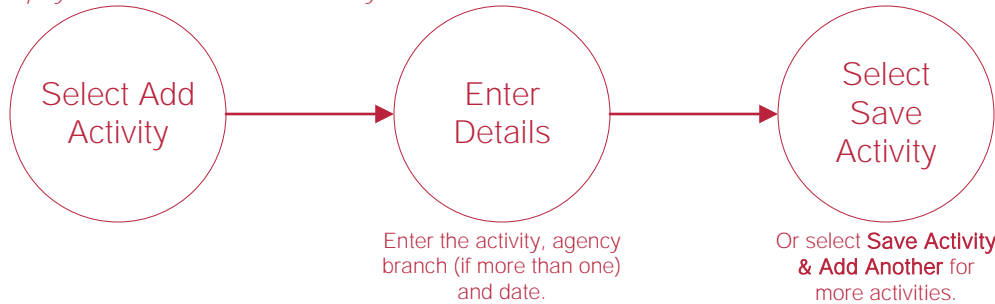 Select Add
Activity
Enter
Details
Select
Save
Activity
Enter the activity, agency
branch (if more than one)
and date.
Or select Save Activity
& Add Another for
more activities.